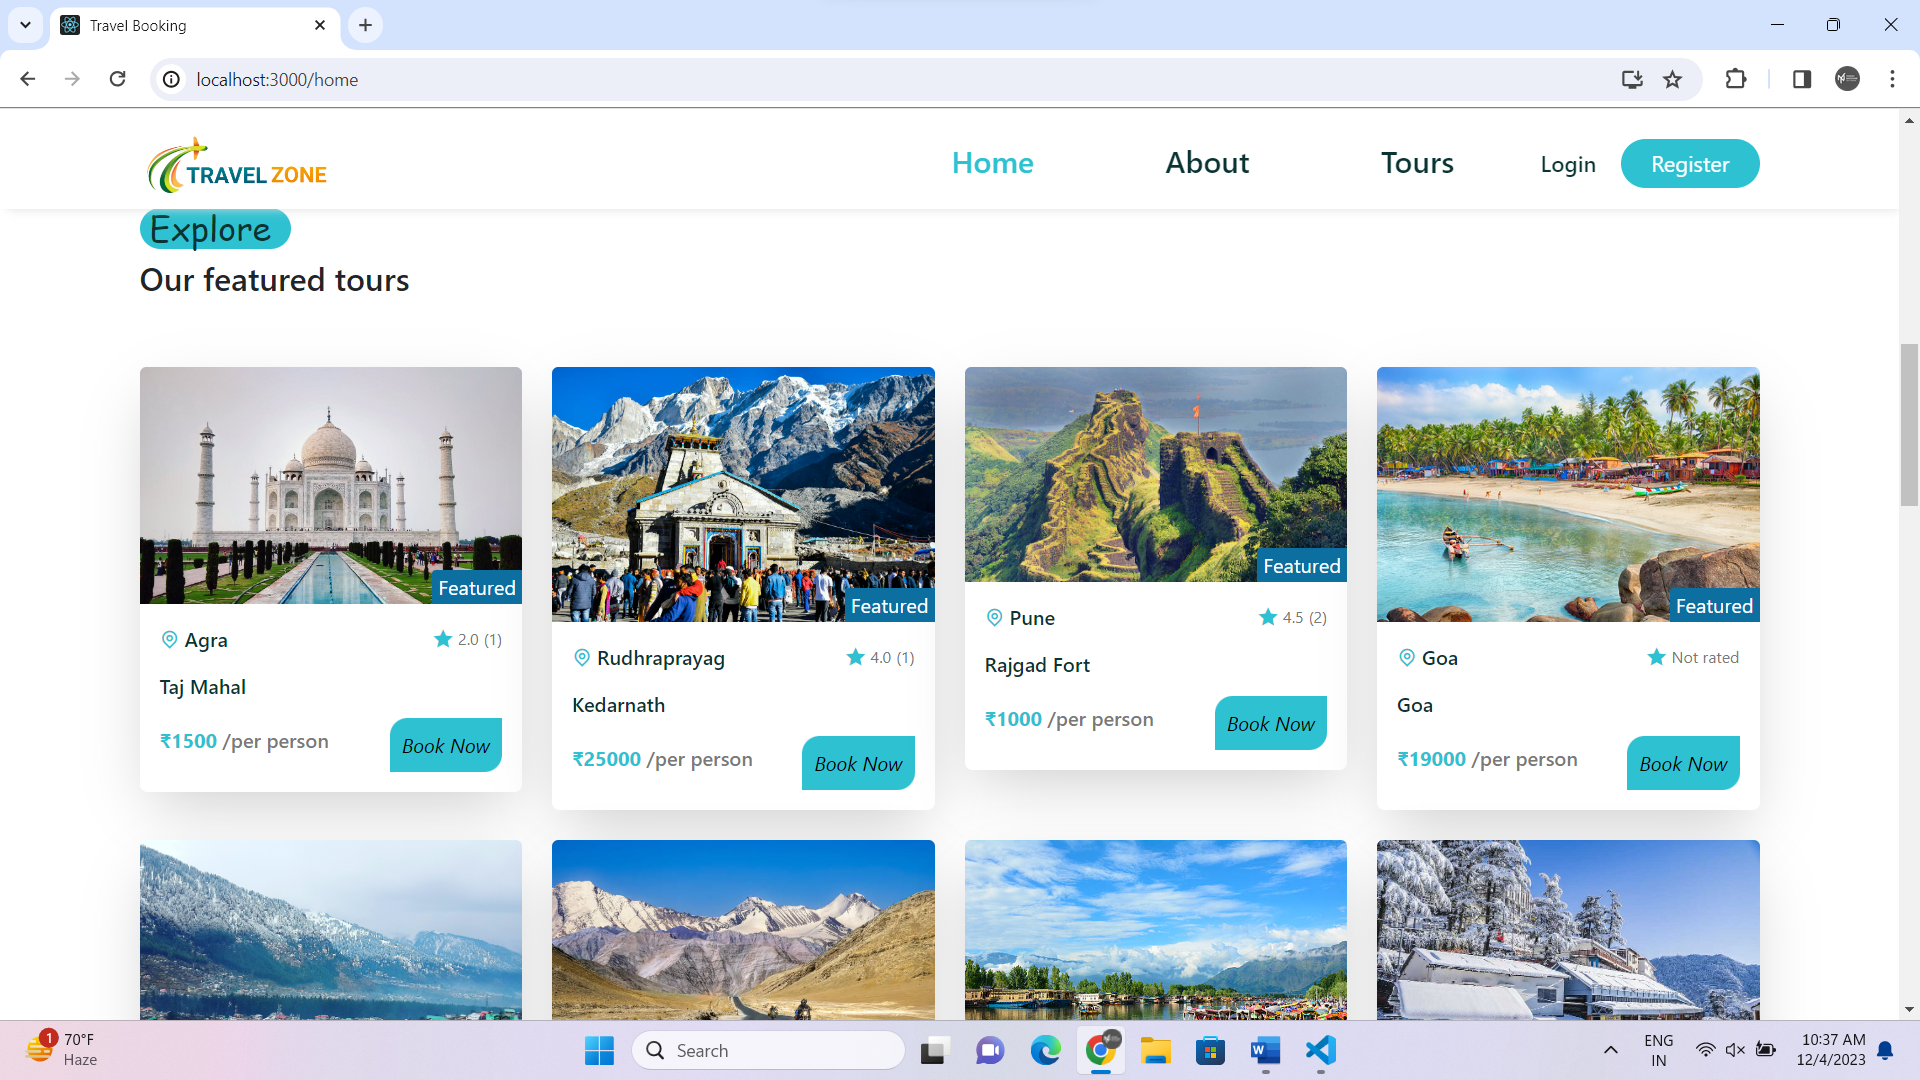 Travel Booking
localhost:3000/home
TRAVEL ZONE
Home
About
Tours
Login
Register
Explore
Our featured tours
Featured
Agra
2.0 (1)
Taj Mahal
₹1500 /per person
Book Now
Featured
Rudhraprayag
4.0 (1)
Kedarnath
₹25000 /per person
Book Now
Featured
Pune
4.5 (2)
Rajgad Fort
₹1000 /per person
Book Now
Featured
Goa
Not rated
Goa
₹19000 /per person
Book Now
1
70°F
Haze
Search
ENG
IN
10:37 AM
12/4/2023